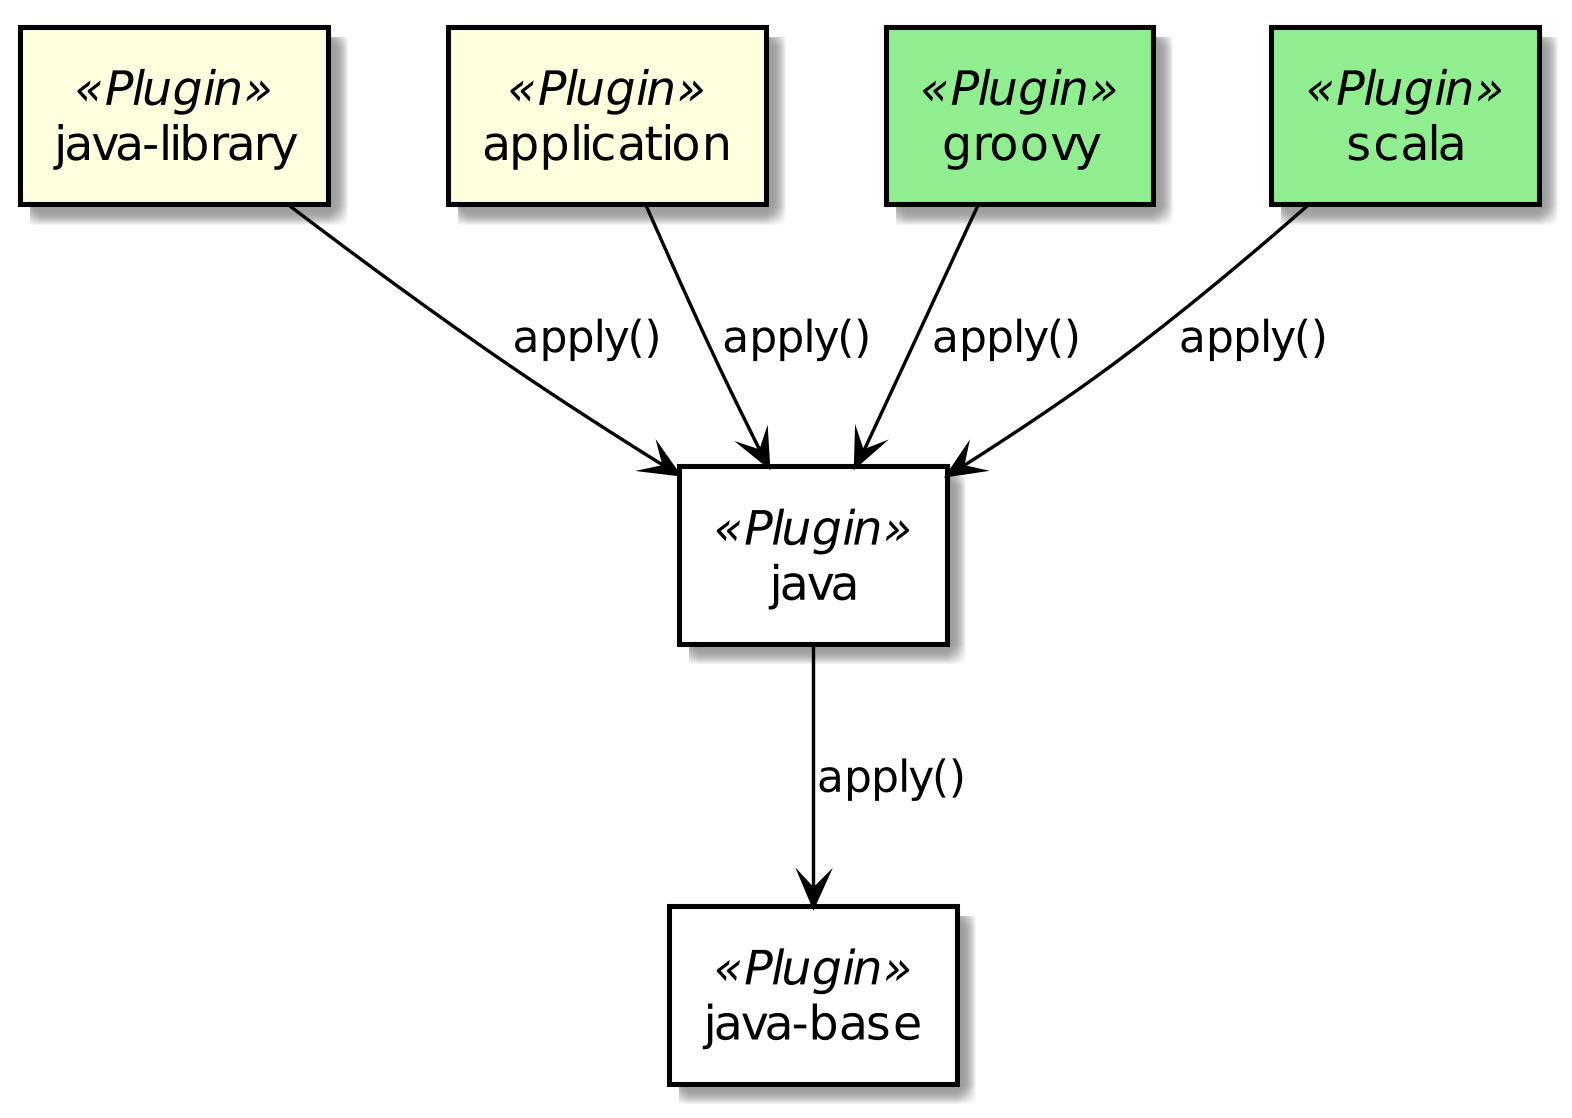 «Plugin»
java-library
«Plugin»
application
«Plugin»
groovy
«Plugin»
scala
apply()
apply()
apply()
apply()
«Plugin»
java
apply()
«Plugin»
java-base